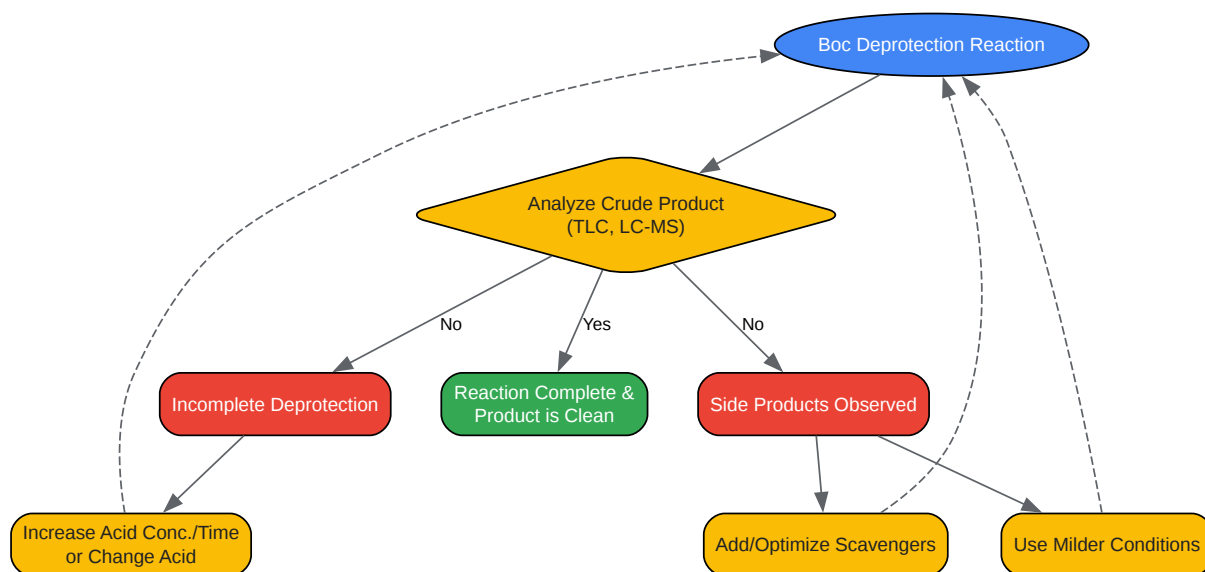 Boc Deprotection Reaction
Analyze Crude Product
(TLC, LC-MS)
No
Yes
No
Incomplete Deprotection
Reaction Complete &
Product is Clean
Side Products Observed
Increase Acid Conc./Time
or Change Acid
Add/Optimize Scavengers
Use Milder Conditions